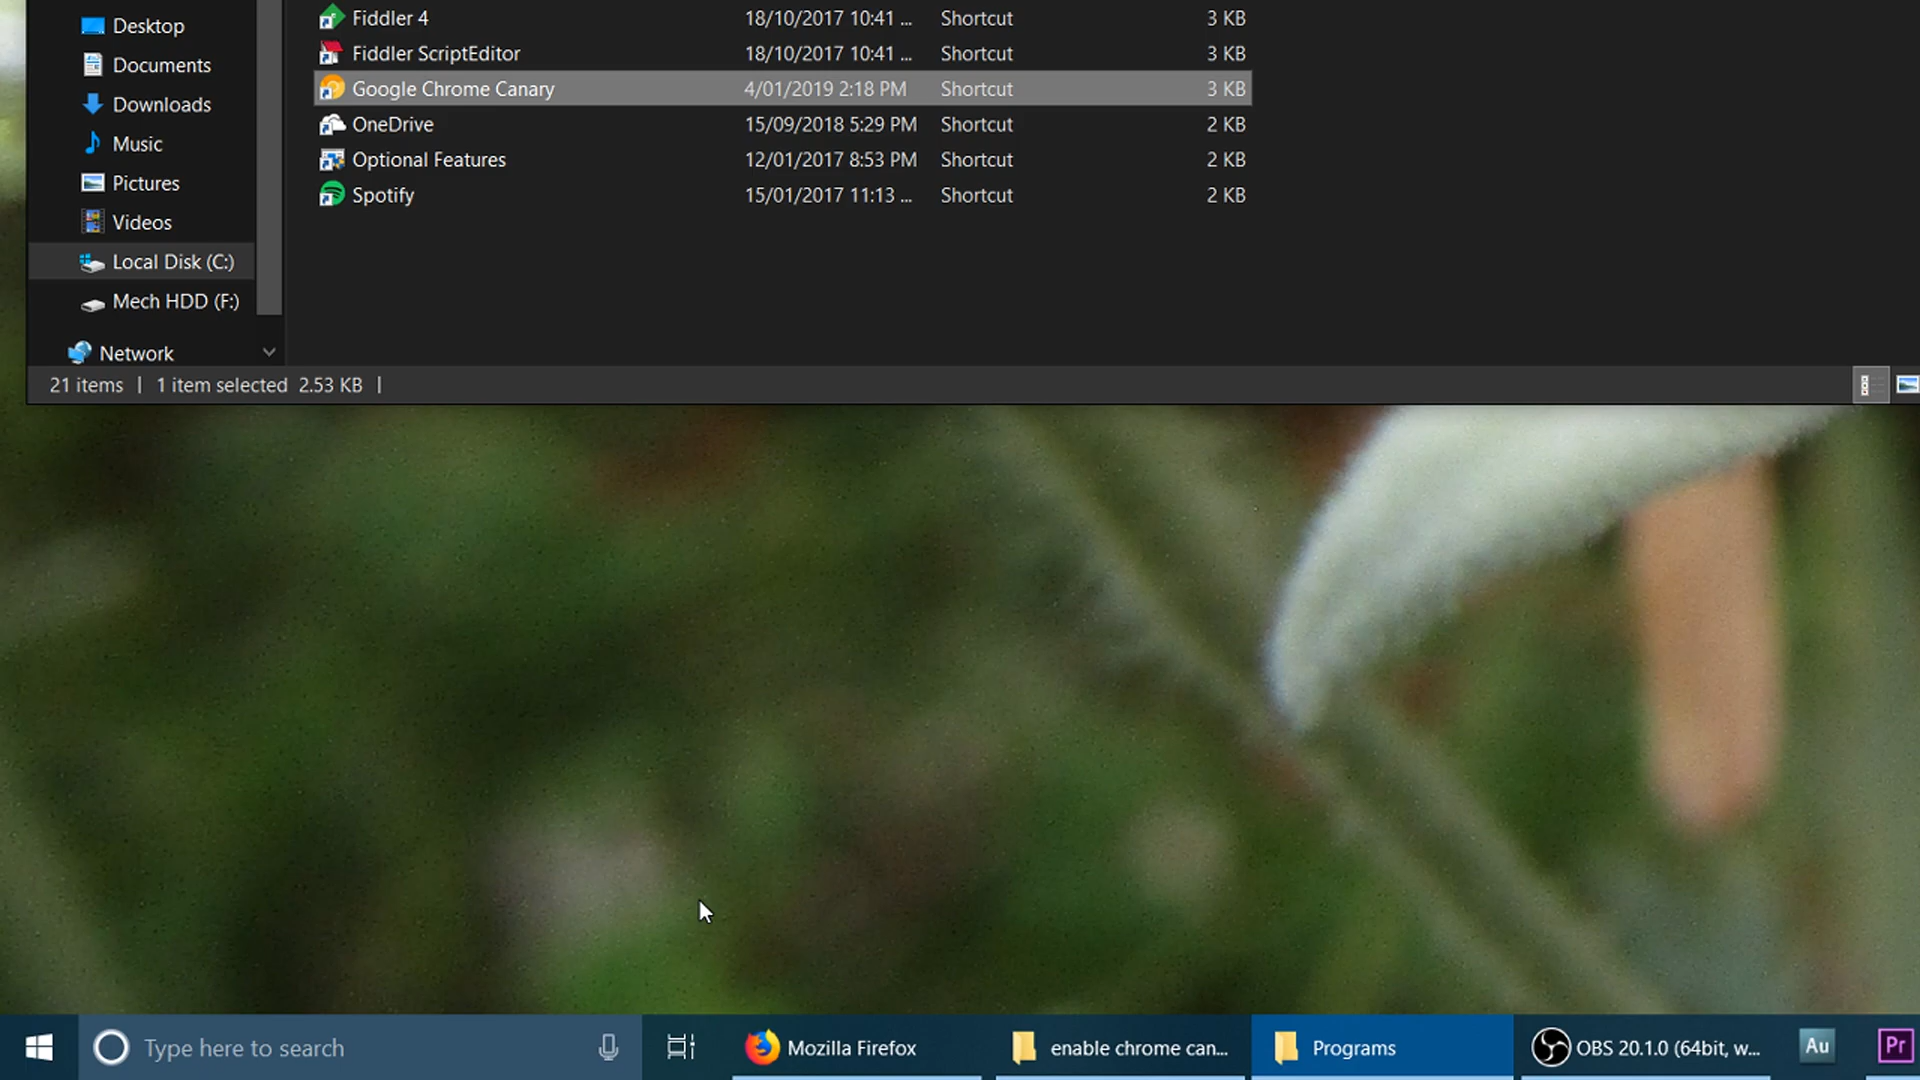 Desktop
Documents
Downloads
Music
Pictures
Videos
Local Disk (C:)
Mech HDD (F:)
Network
Fiddler 4 18/10/2017 10:41 ... Shortcut 3 KB
Fiddler ScriptEditor 18/10/2017 10:41 ... Shortcut 3 KB
Google Chrome Canary 4/01/2019 2:18 PM Shortcut 3 KB
OneDrive 15/09/2018 5:29 PM Shortcut 2 KB
Optional Features 12/01/2017 8:53 PM Shortcut 2 KB
Spotify 15/01/2017 11:13 ... Shortcut 2 KB
21 items | 1 item selected 2.53 KB |
Type here to search Mozilla Firefox enable chrome can... Programs OBS 20.1.0 (64bit, w... Au Pr